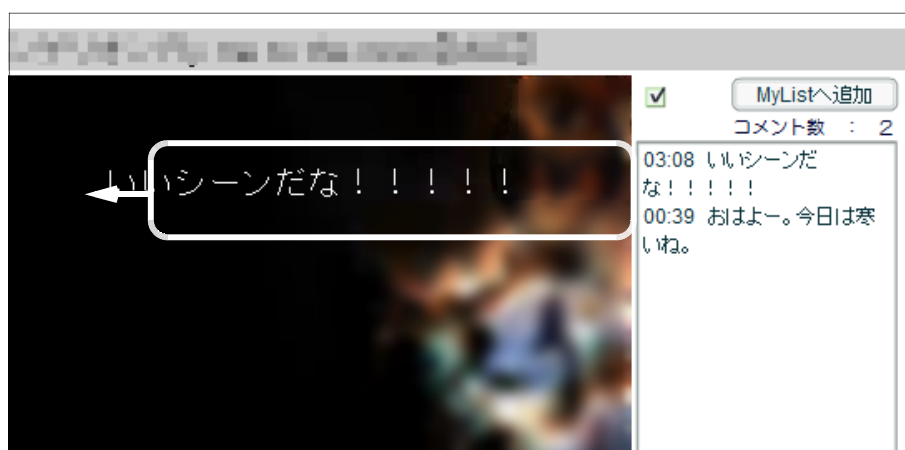 MyListへ追加
コメント数 ： 2
いいシーンだな！！！！！
03:08 いいシーンだ
な！！！！！
00:39 おはよー。今日は寒
いね。